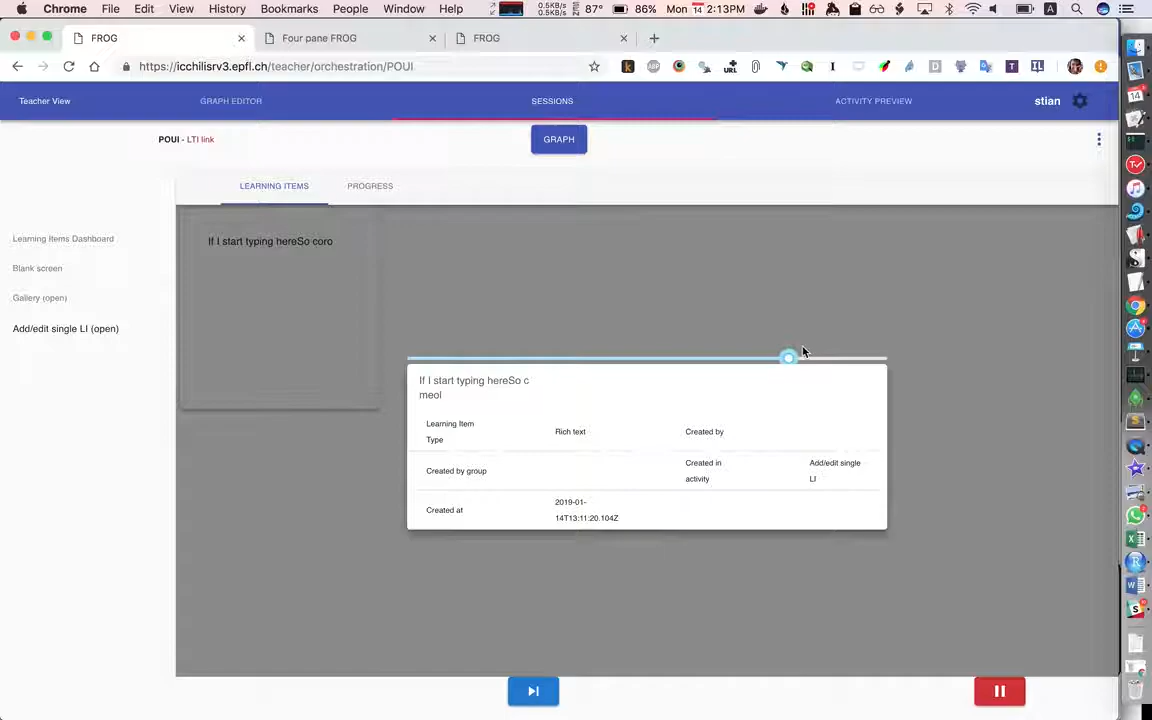 Chrome File Edit View History Bookmarks People Window Help 0.5KB/s 0.5KB/s 87° 86% Mon 14 2:13PM A
FROG
Four pane FROG
FROG
https://icchilisrv3.epfl.ch/teacher/orchestration/POUI
Teacher View
GRAPH EDITOR
SESSIONS
ACTIVITY PREVIEW
stian
POUI - LTI link
GRAPH
LEARNING ITEMS
PROGRESS
Learning Items Dashboard
Blank screen
Gallery (open)
Add/edit single LI (open)
If I start typing hereSo coro
If I start typing hereSo c
meol
Learning Item
Type
Rich text
Created by
Created by group
Created in
activity
Add/edit single
LI
Created at
2019-01-
14T13:11:20.104Z